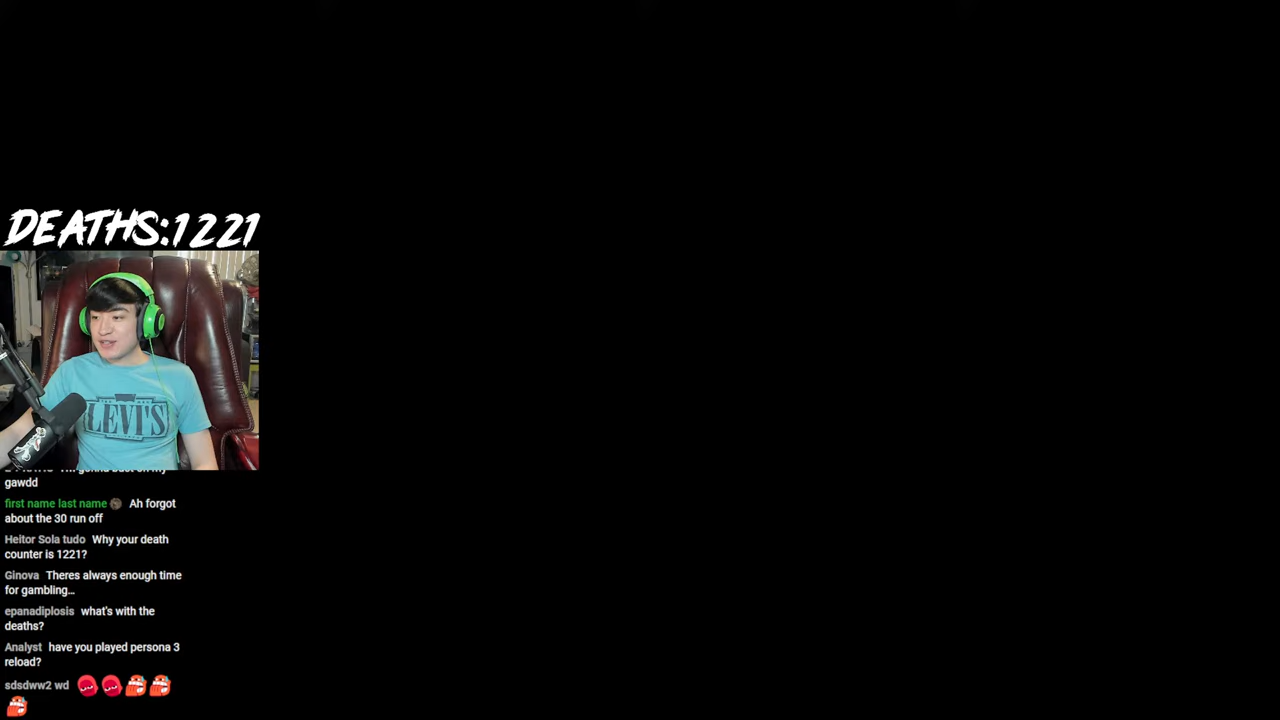 DEATHS:1221
LEVI'S
gawdd
first name last name Ah forgot
about the 30 run off
Heitor Sola tudo Why your death
counter is 1221?
Ginova Theres always enough time
for gambling...
epanadiplosis what's with the
deaths?
Analyst have you played persona 3
reload?
sdsdww2 wd